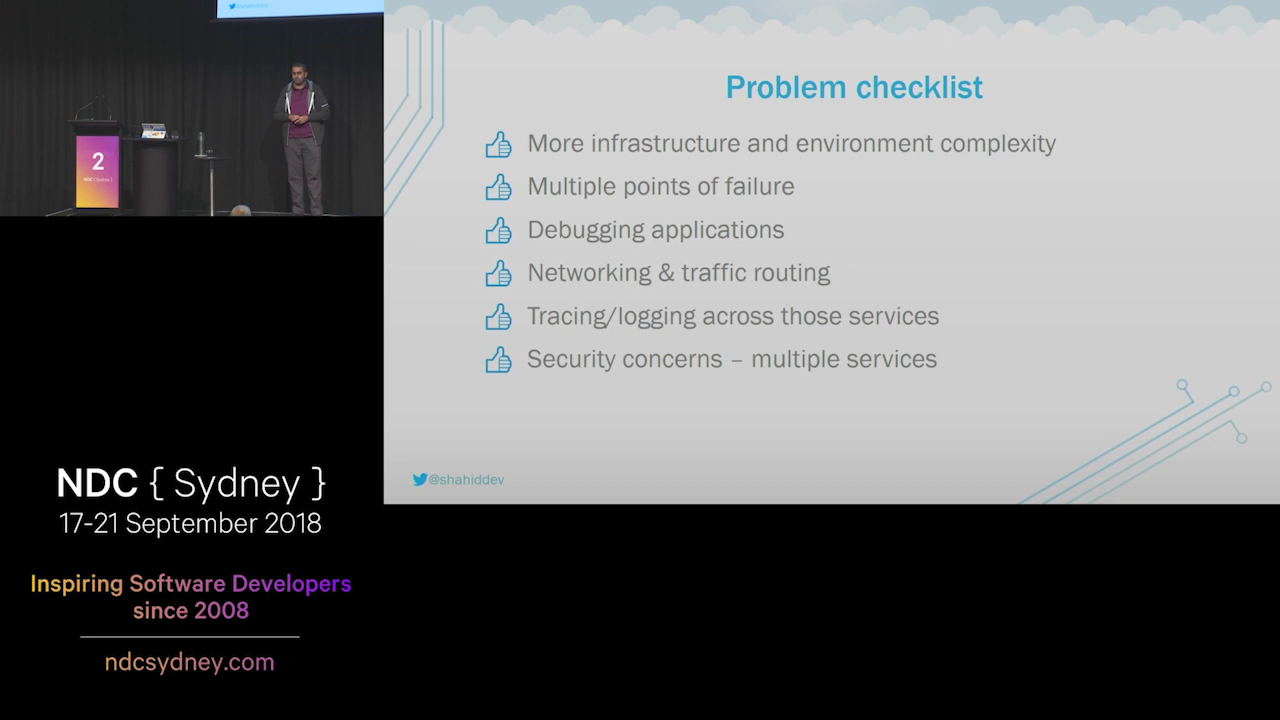 Problem checklist
More infrastructure and environment complexity
Multiple points of failure
Debugging applications
Networking & traffic routing
Tracing/logging across those services
Security concerns – multiple services
@shahiddev
2
NDC { Sydney }
NDC { Sydney }
17-21 September 2018
Inspiring Software Developers
since 2008
ndcsydney.com